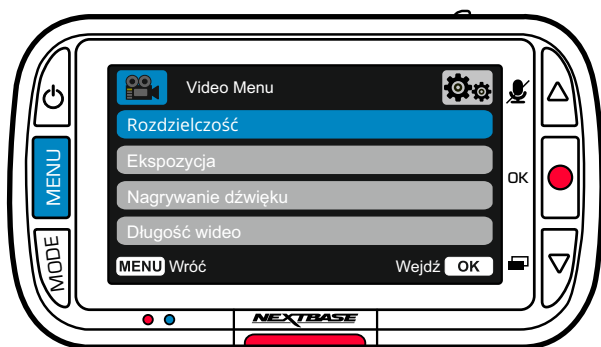 Video Menu
Rozdzielczość
Ekspozycja
Nagrywanie dźwięku
Długość wideo
MENU Wróć
Wejdź OK
MENU
MODE
OK
NEXTBASE